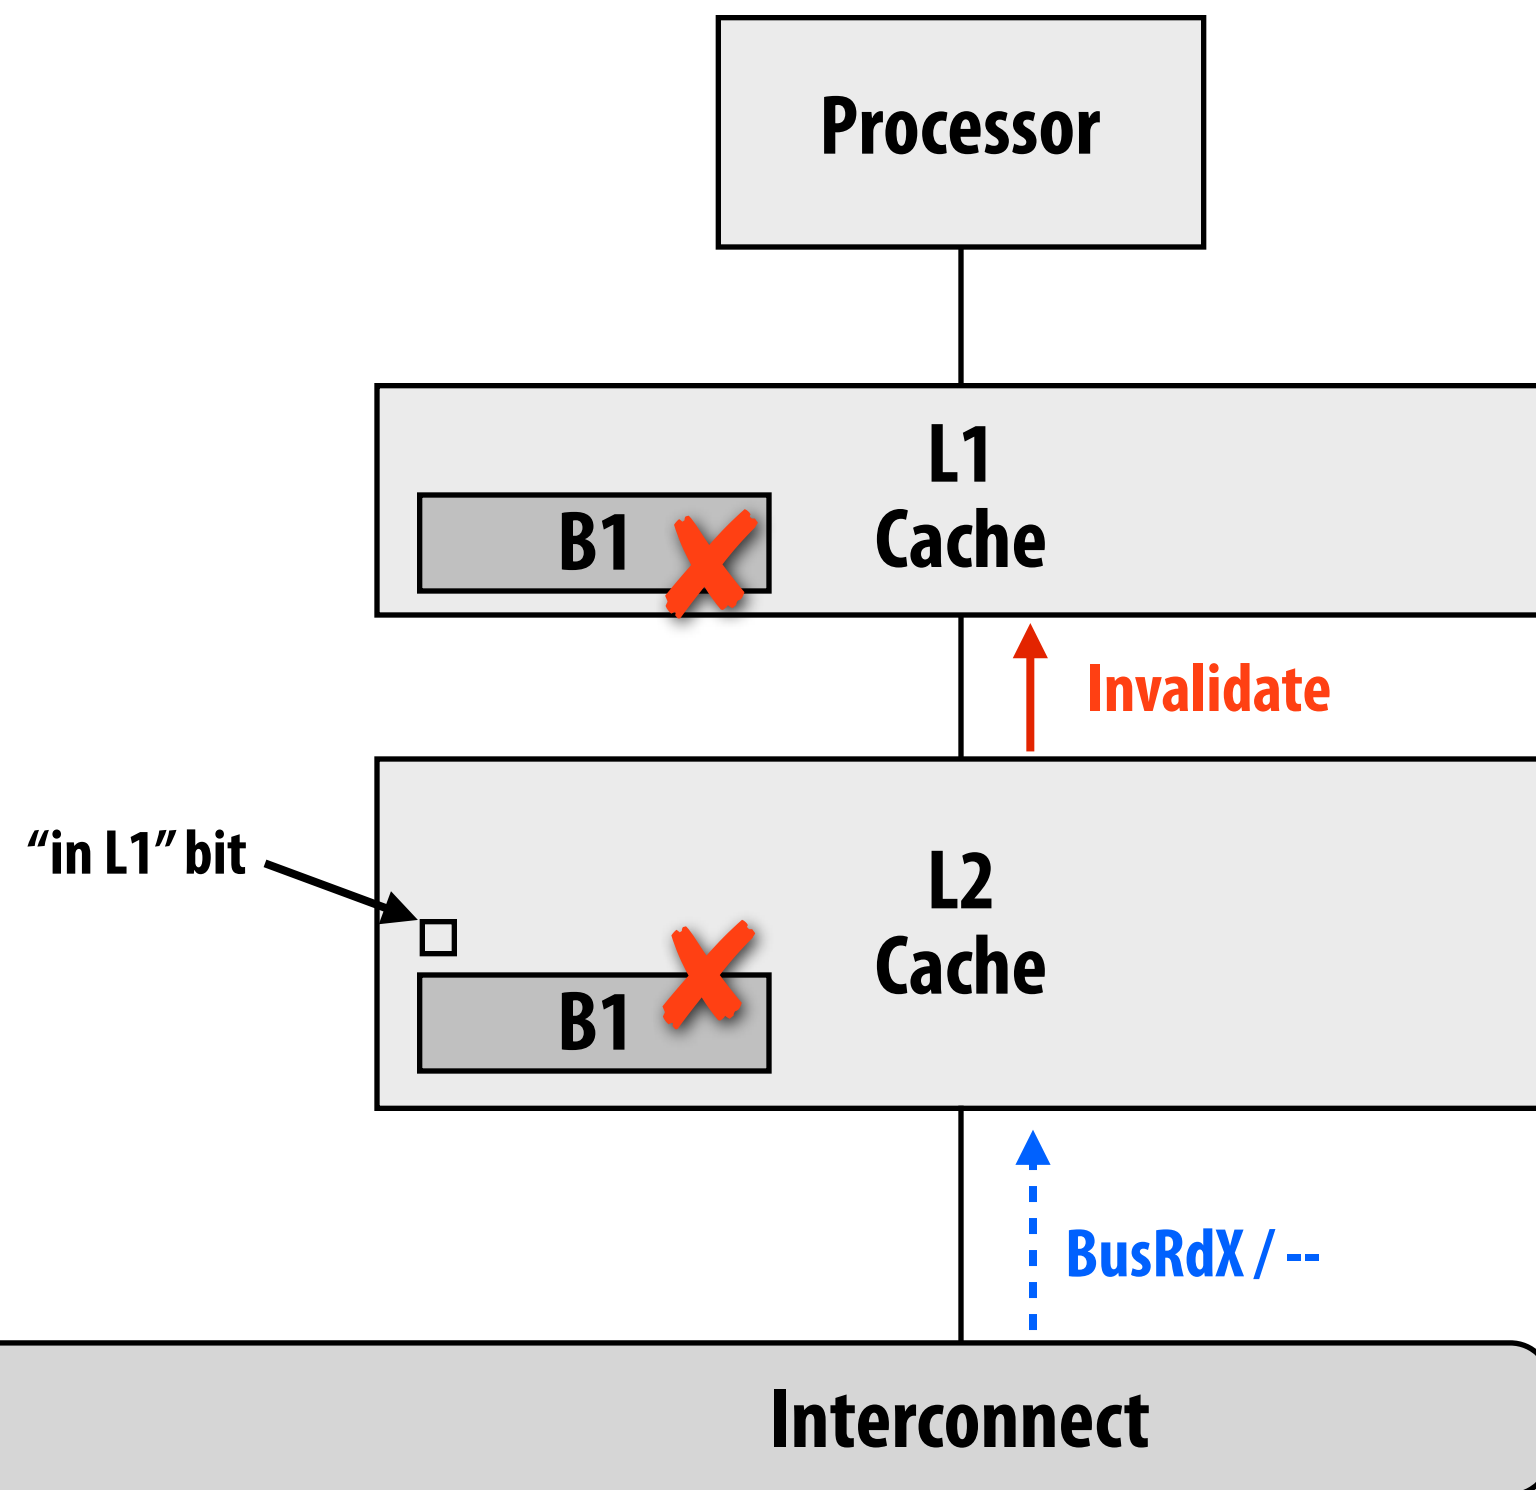 Processor
L1
Cache
B1
Invalidate
“in L1” bit
L2
Cache
B1
BusRdX / --
Interconnect